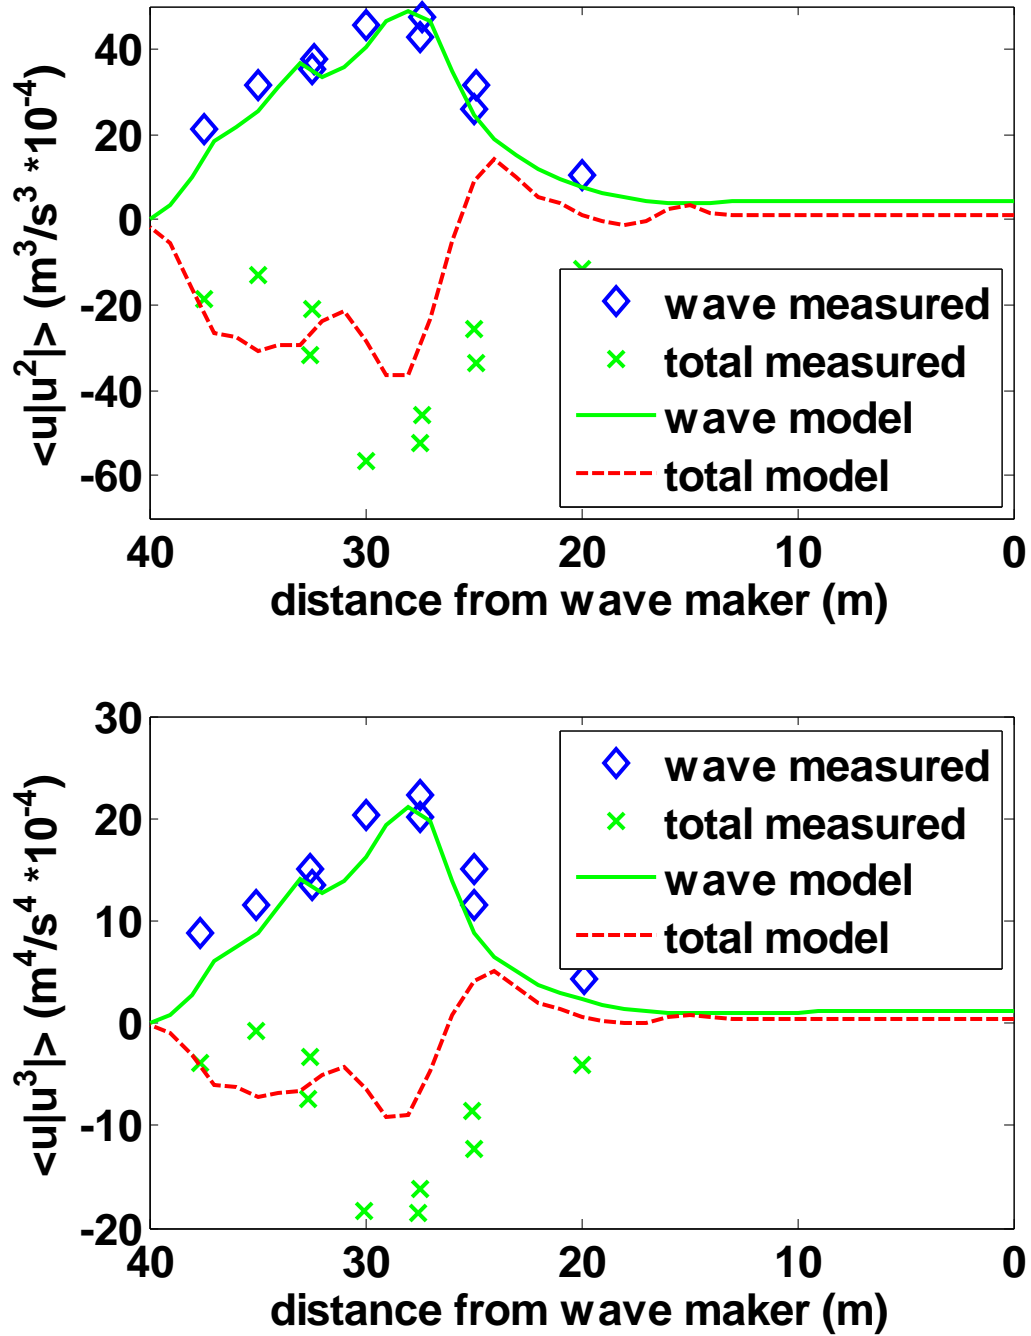 40
20
0
-20
-40
-60
<u|u²|> (m³/s³ *10⁻⁴)
wave measured
total measured
wave model
total model
40 30 20 10 0
distance from wave maker (m)
30
20
10
0
-10
-20
<u|u³|> (m⁴/s⁴ *10⁻⁴)
wave measured
total measured
wave model
total model
40 30 20 10 0
distance from wave maker (m)